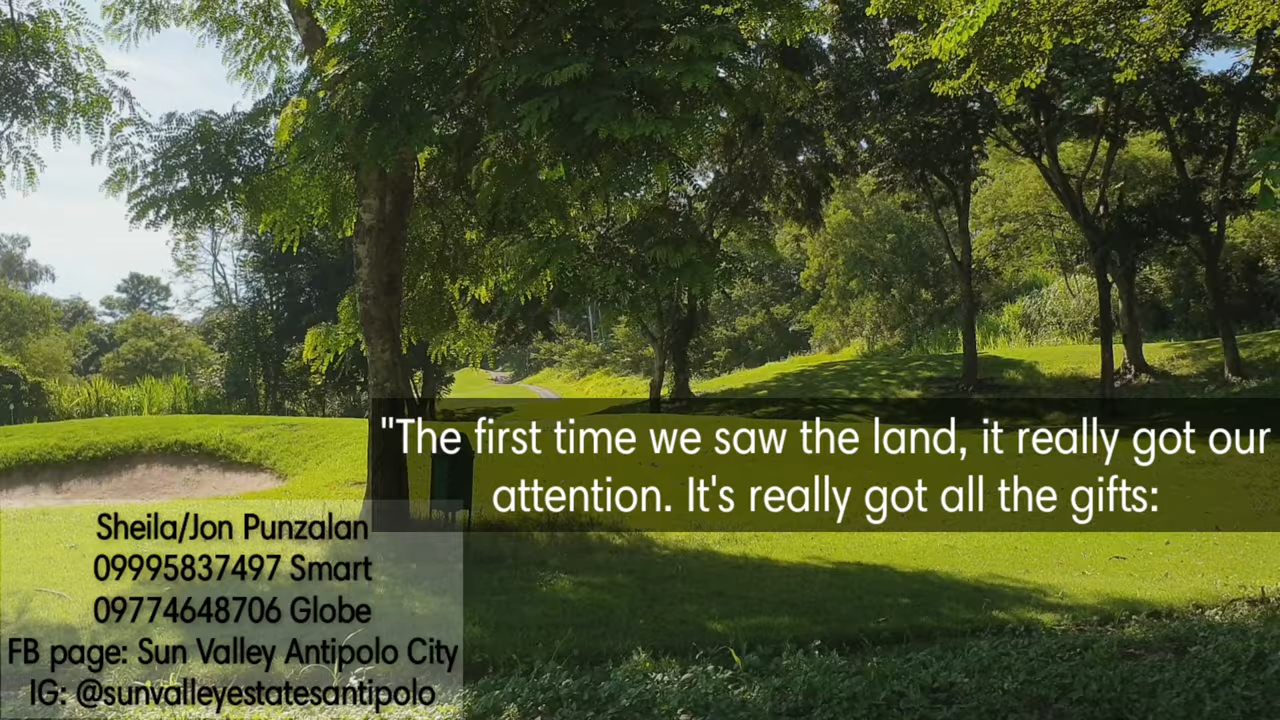 "The first time we saw the land, it really got our
attention. It's really got all the gifts:
Sheila/Jon Punzalan
09995837497 Smart
09774648706 Globe
FB page: Sun Valley Antipolo City
IG: @sunvalleyestatesantipolo